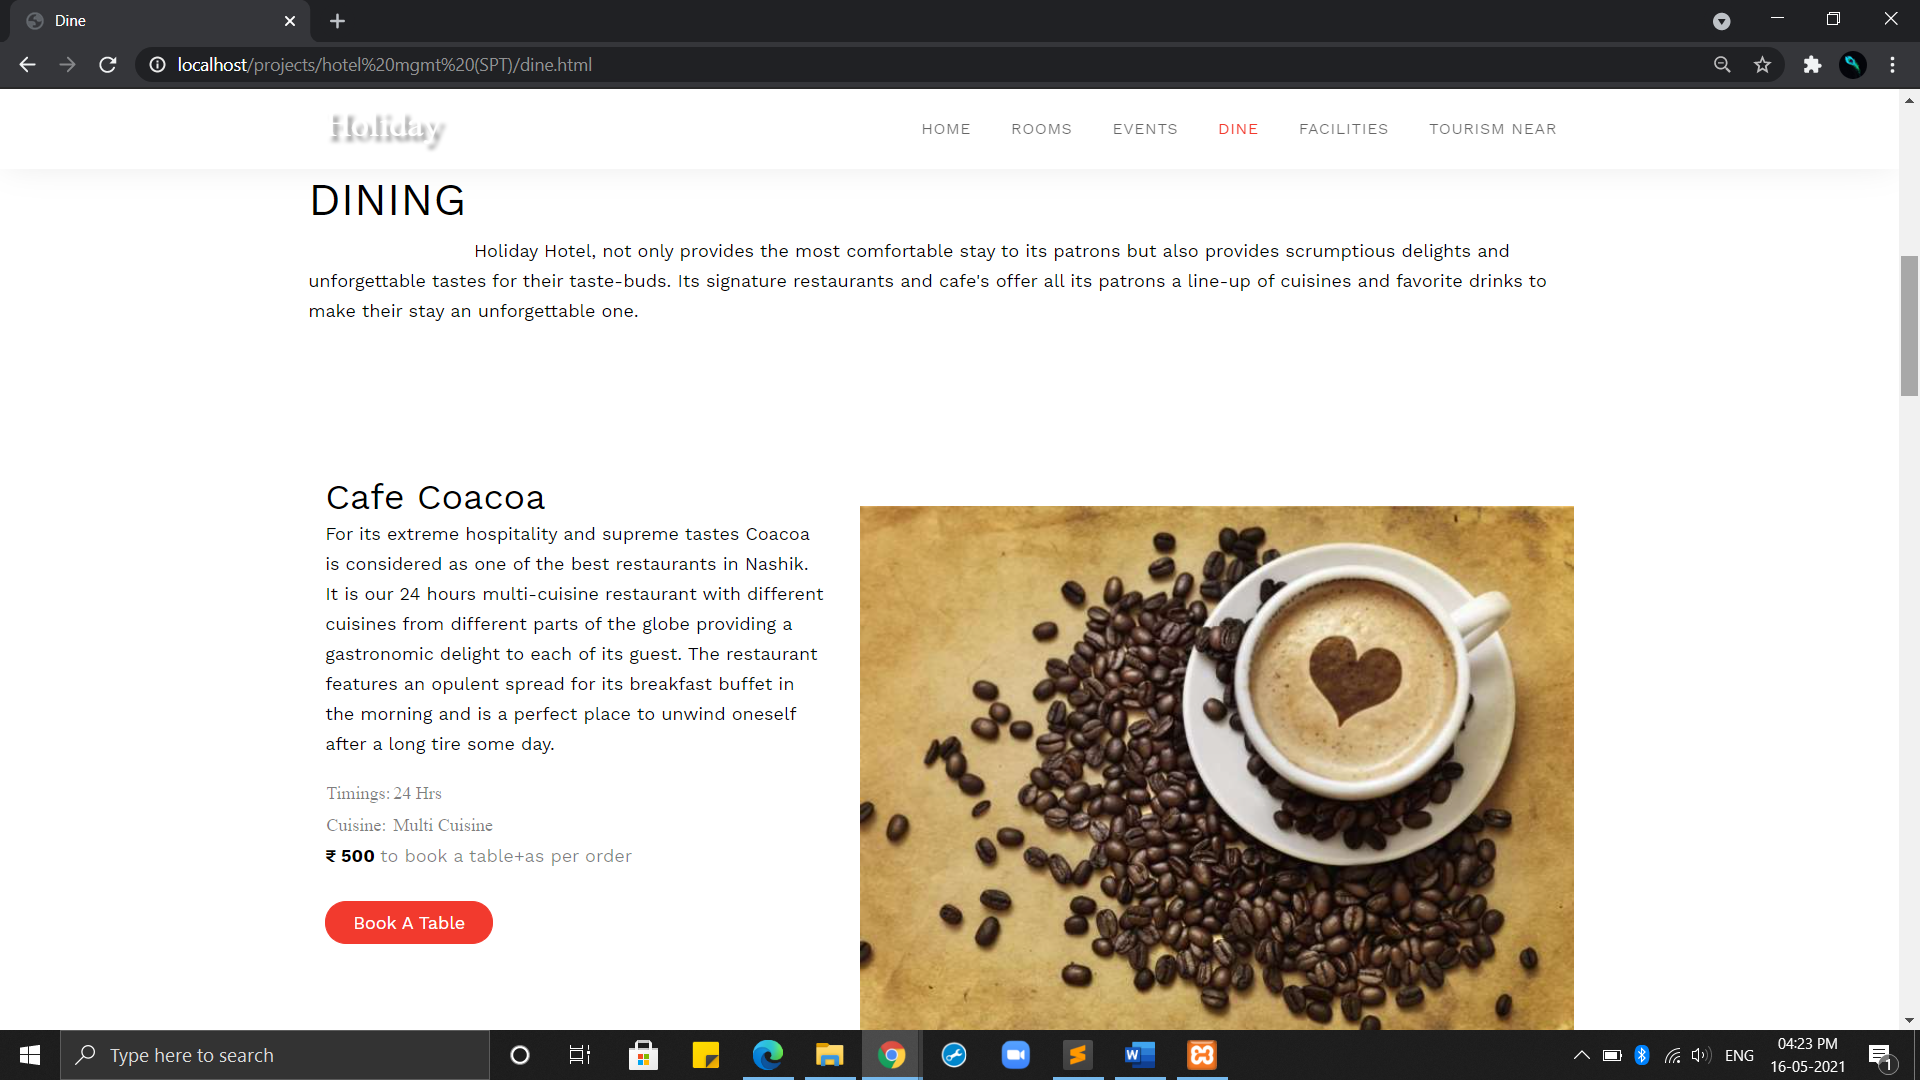 Dine
localhost/projects/hotel%20mgmt%20(SPT)/dine.html
Holiday
HOME ROOMS EVENTS DINE FACILITIES TOURISM NEAR
DINING
Holiday Hotel, not only provides the most comfortable stay to its patrons but also provides scrumptious delights and
unforgettable tastes for their taste-buds. Its signature restaurants and cafe's offer all its patrons a line-up of cuisines and favorite drinks to
make their stay an unforgettable one.
Cafe Coacoa
For its extreme hospitality and supreme tastes Coacoa
is considered as one of the best restaurants in Nashik.
It is our 24 hours multi-cuisine restaurant with different
cuisines from different parts of the globe providing a
gastronomic delight to each of its guest. The restaurant
features an opulent spread for its breakfast buffet in
the morning and is a perfect place to unwind oneself
after a long tire some day.
Timings: 24 Hrs
Cuisine: Multi Cuisine
₹ 500 to book a table+as per order
Book A Table
Type here to search
ENG
04:23 PM
16-05-2021
1